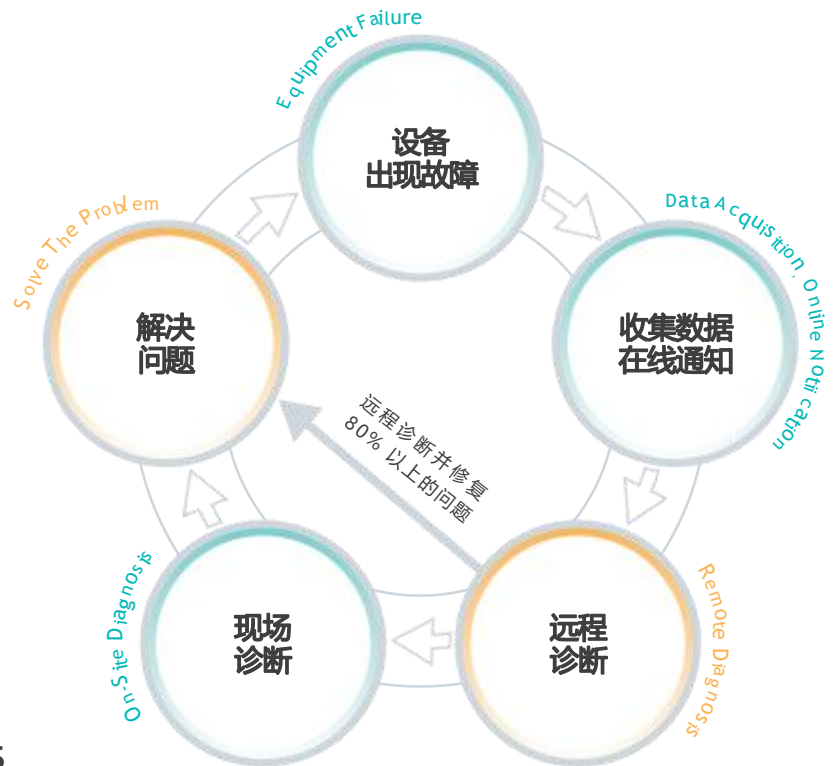 Equipment Failure
设备
出现故障
Data Acquisition, Online Notification
收集数据
在线通知
Solve The Problem
解决
问题
远程诊断并修复
80% 以上的问题
On-Site Diagnosis
现场
诊断
Remote Diagnosis
远程
诊断
s